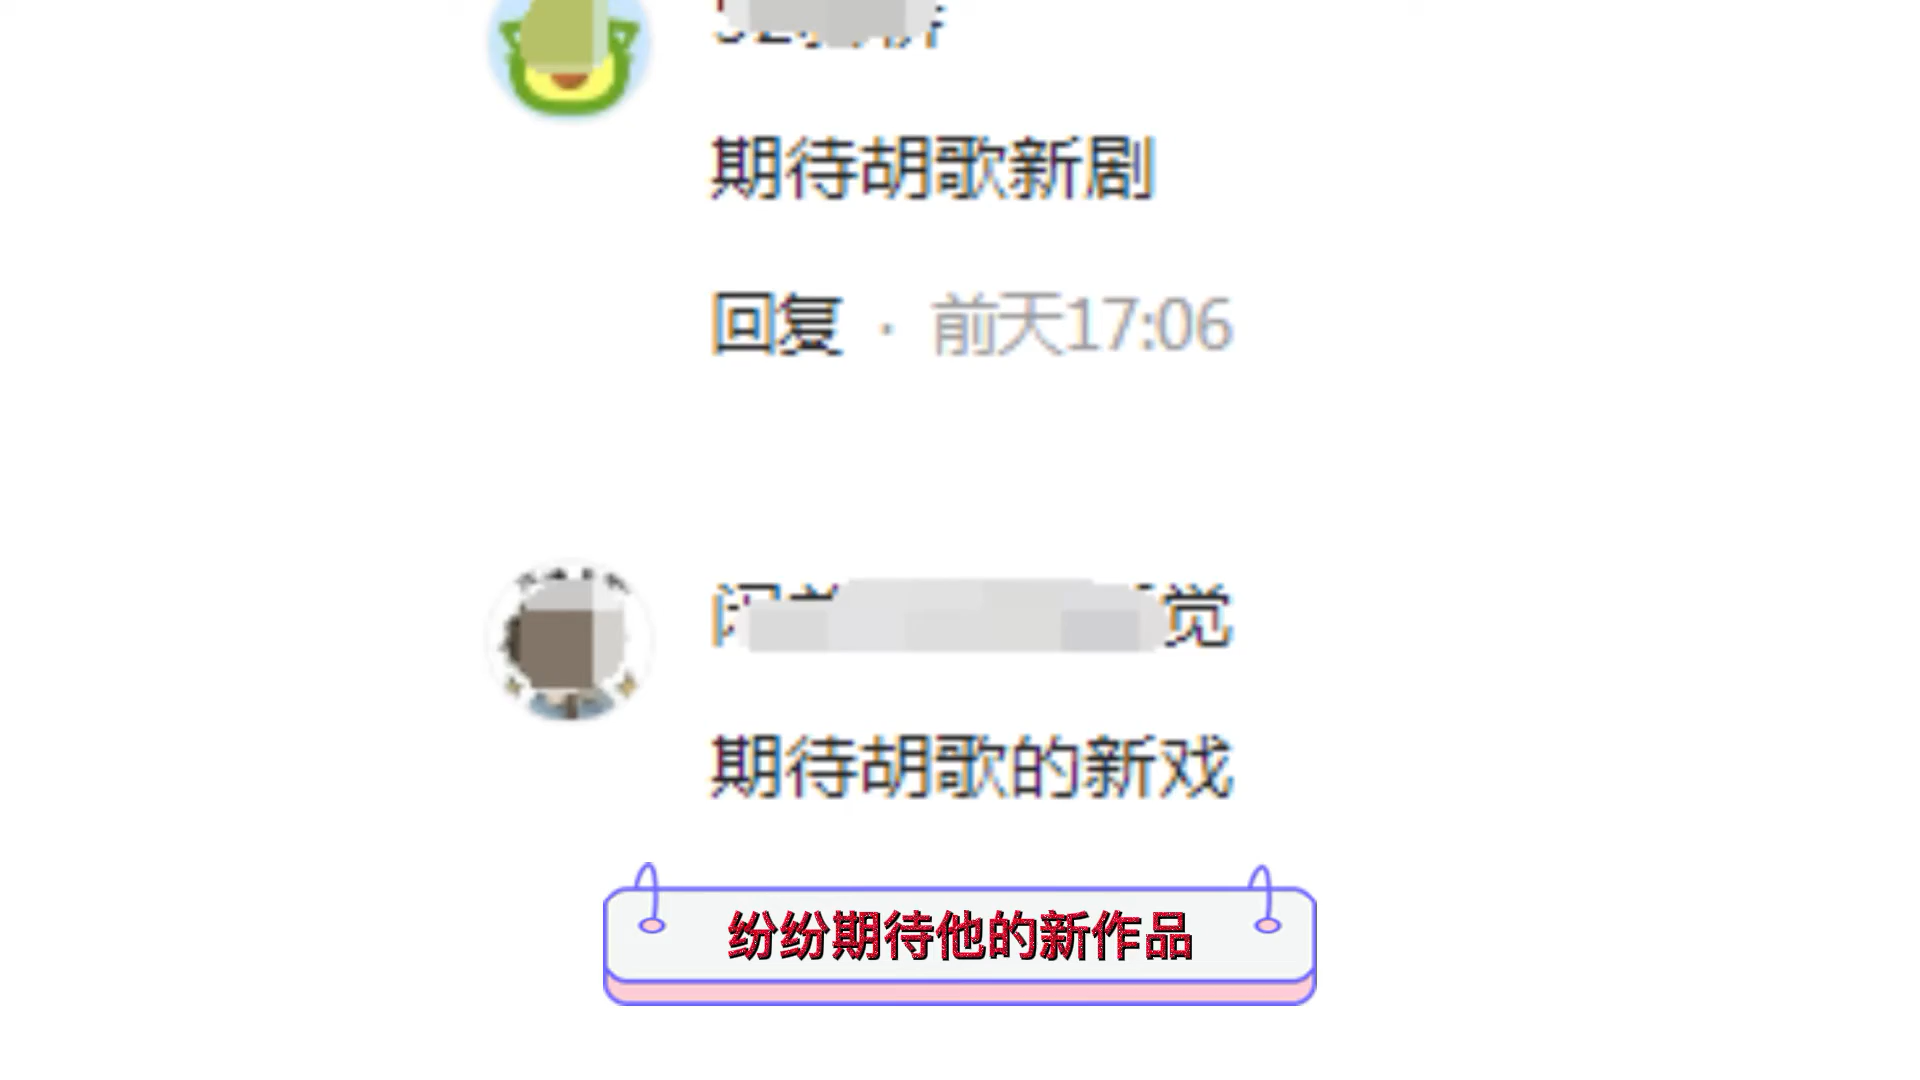 期待胡歌新剧
回复 · 前天17:06
觉
期待胡歌的新戏
纷纷期待他的新作品